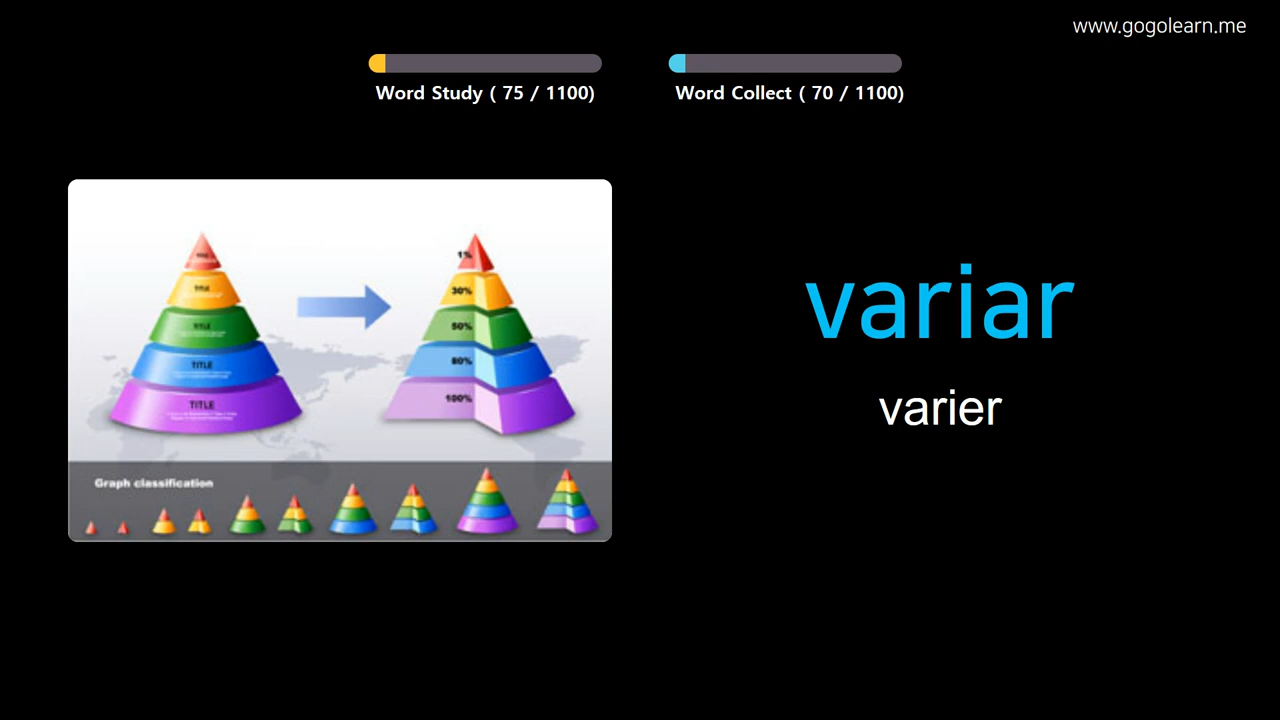 www.gogolearn.me
Word Study ( 75 / 1100)
Word Collect ( 70 / 1100)
TITLE
TITLE
TITLE
TITLE
1%
30%
50%
80%
100%
Graph classification
variar
varier